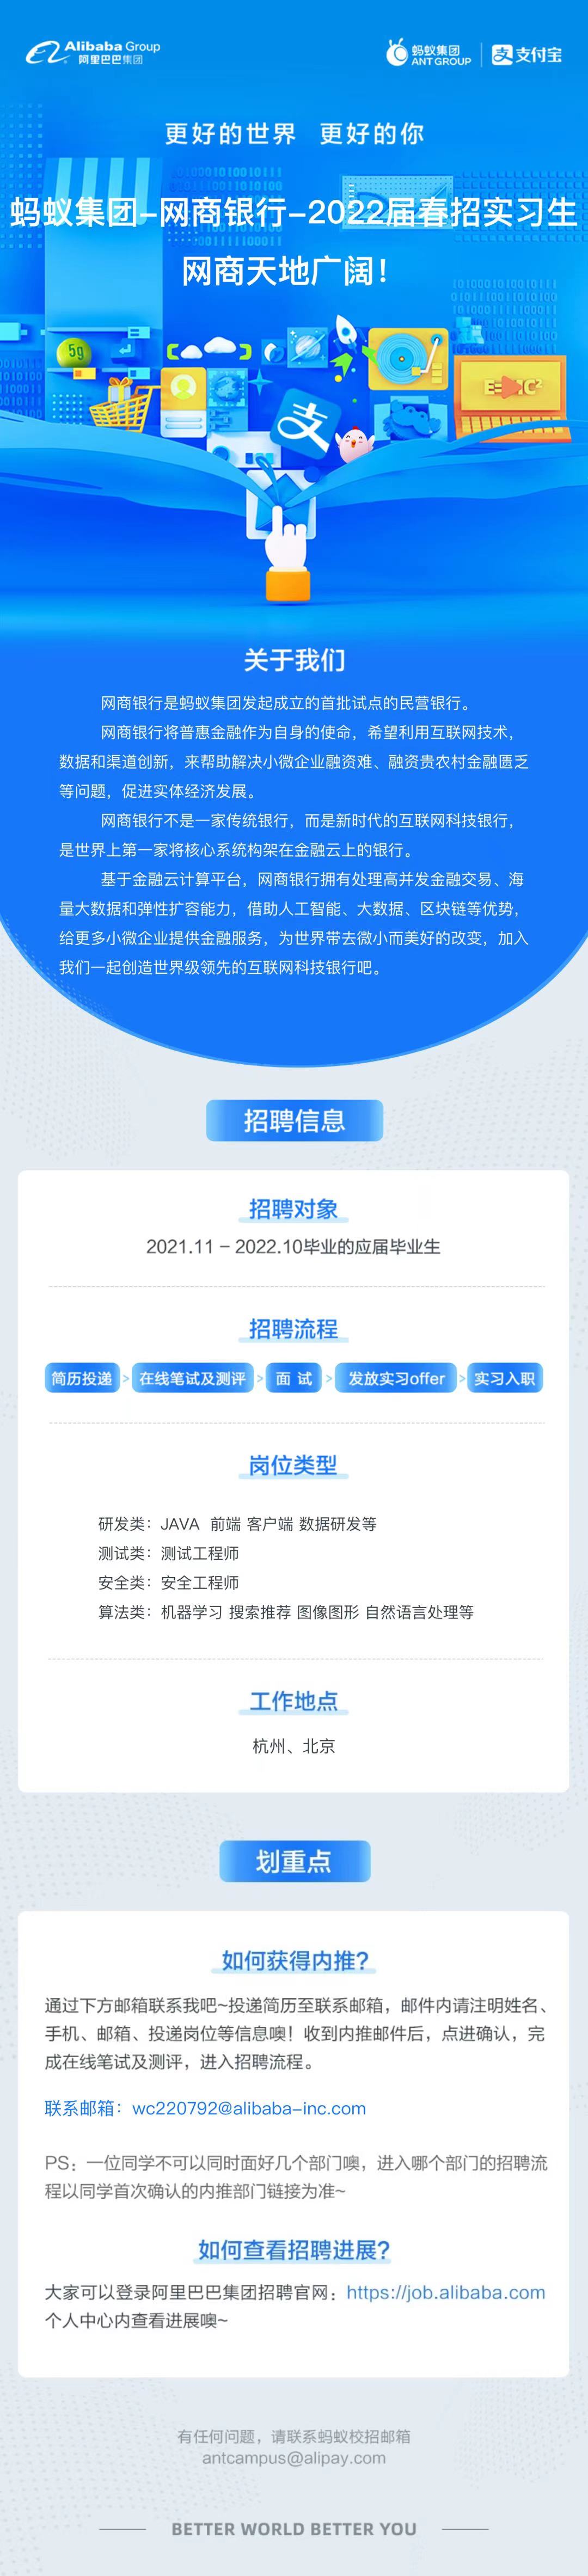 Alibaba Group
阿里巴巴集团
蚂蚁集团
ANT GROUP
支付宝
更好的世界 更好的你
蚂蚁集团-网商银行-2022届春招实习生
网商天地广阔！
5g
支
E=MC²
关于我们
网商银行是蚂蚁集团发起成立的首批试点的民营银行。
网商银行将普惠金融作为自身的使命，希望利用互联网技术，
数据和渠道创新，来帮助解决小微企业融资难、融资贵农村金融匮乏
等问题，促进实体经济发展。
网商银行不是一家传统银行，而是新时代的互联网科技银行，
是世界上第一家将核心系统构架在金融云上的银行。
基于金融云计算平台，网商银行拥有处理高并发金融交易、海
量大数据和弹性扩容能力，借助人工智能、大数据、区块链等优势，
给更多小微企业提供金融服务，为世界带去微小而美好的改变，加入
我们一起创造世界级领先的互联网科技银行吧。
招聘信息
招聘对象
2021.11 – 2022.10毕业的应届毕业生
招聘流程
简历投递 > 在线笔试及测评 > 面 试 > 发放实习offer > 实习入职
岗位类型
研发类：JAVA 前端 客户端 数据研发等
测试类：测试工程师
安全类：安全工程师
算法类：机器学习 搜索推荐 图像图形 自然语言处理等
工作地点
杭州、北京
划重点
如何获得内推?
通过下方邮箱联系我吧~投递简历至联系邮箱，邮件内请注明姓名、
手机、邮箱、投递岗位等信息噢！收到内推邮件后，点进确认，完
成在线笔试及测评，进入招聘流程。
联系邮箱：wc220792@alibaba-inc.com
PS：一位同学不可以同时面好几个部门噢，进入哪个部门的招聘流
程以同学首次确认的内推部门链接为准~
如何查看招聘进展?
大家可以登录阿里巴巴集团招聘官网：https://job.alibaba.com
个人中心内查看进展噢~
有任何问题，请联系蚂蚁校招邮箱
antcampus@alipay.com
BETTER WORLD BETTER YOU